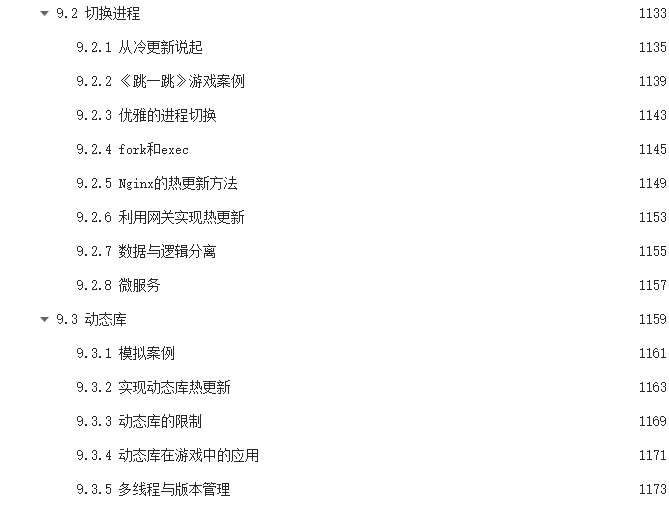 9.2 切换进程 1133
9.2.1 从冷更新说起 1135
9.2.2 《跳一跳》游戏案例 1139
9.2.3 优雅的进程切换 1143
9.2.4 fork和exec 1145
9.2.5 Nginx的热更新方法 1149
9.2.6 利用网关实现热更新 1153
9.2.7 数据与逻辑分离 1155
9.2.8 微服务 1157
9.3 动态库 1159
9.3.1 模拟案例 1161
9.3.2 实现动态库热更新 1163
9.3.3 动态库的限制 1169
9.3.4 动态库在游戏中的应用 1171
9.3.5 多线程与版本管理 1173